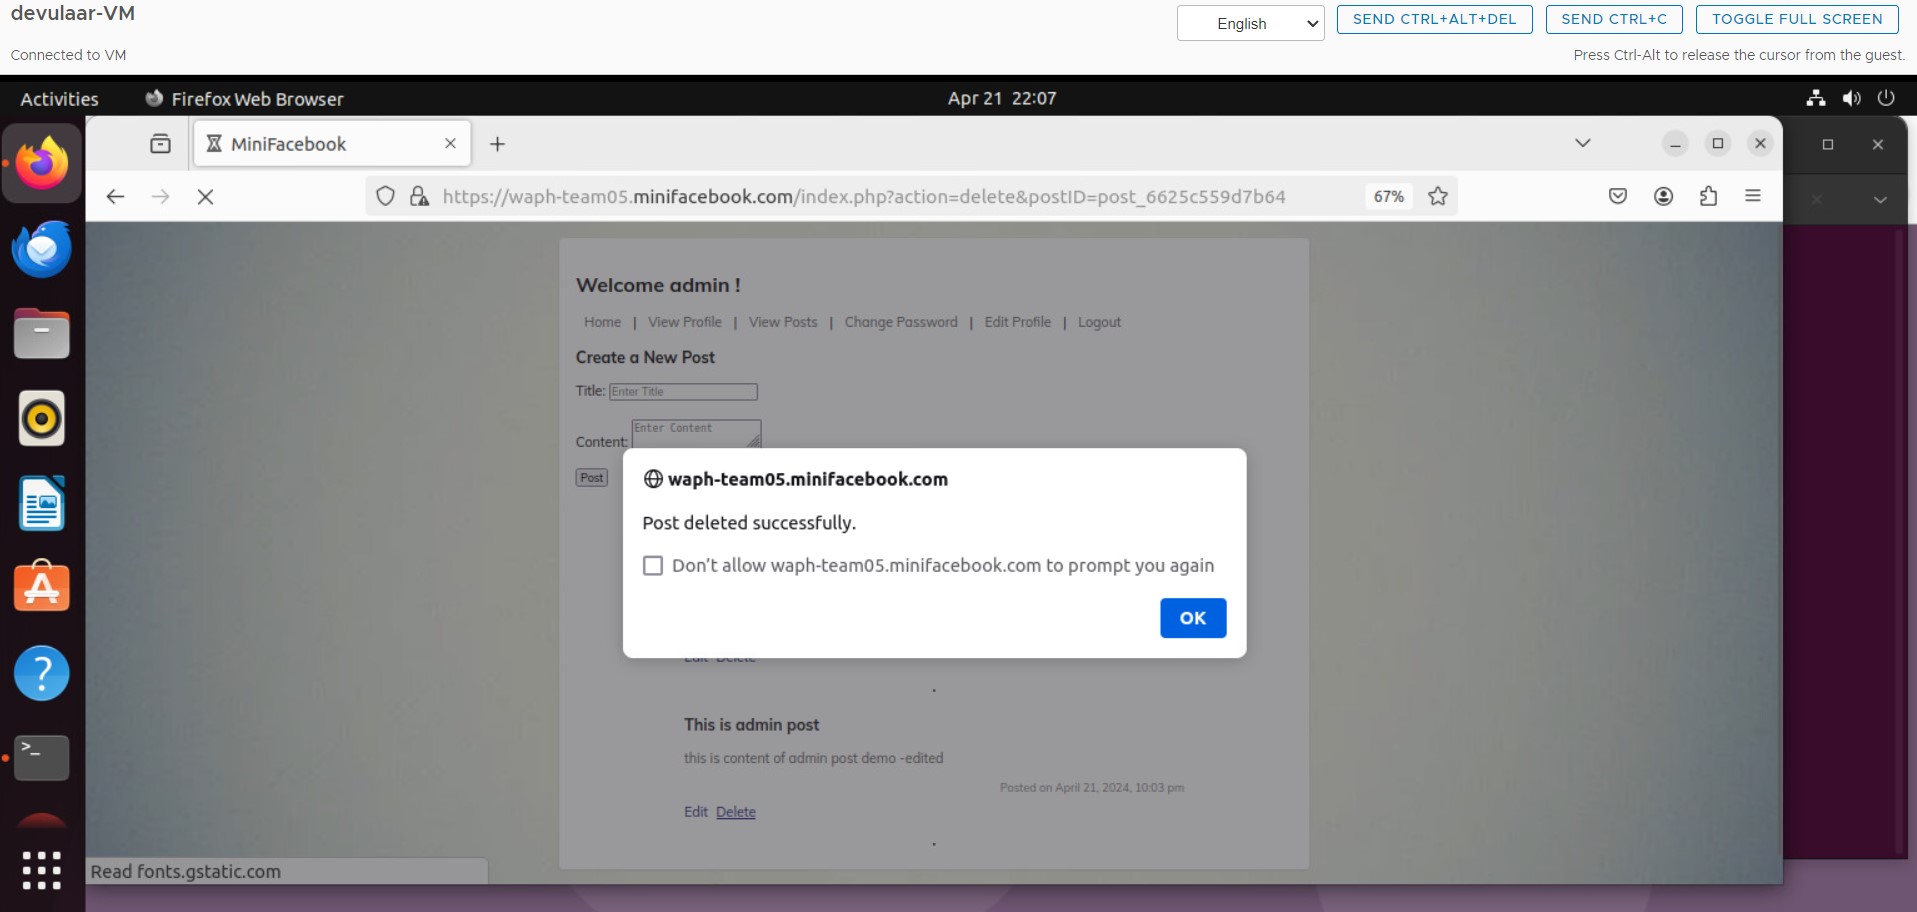 devulaar-VM
English
SEND CTRL+ALT+DEL
SEND CTRL+C
TOGGLE FULL SCREEN
Connected to VM
Press Ctrl-Alt to release the cursor from the guest.
Activities
Firefox Web Browser
Apr 21 22:07
MiniFacebook
https://waph-team05.minifacebook.com/index.php?action=delete&postID=post_6625c559d7b64
67%
Welcome admin !
Home | View Profile | View Posts | Change Password | Edit Profile | Logout
Create a New Post
Title: Enter Title
Content: Enter Content
Post
waph-team05.minifacebook.com
Post deleted successfully.
Don't allow waph-team05.minifacebook.com to prompt you again
OK
Edit Delete
This is admin post
this is content of admin post demo -edited
Posted on April 21, 2024, 10:03 pm
Edit Delete
Read fonts.gstatic.com